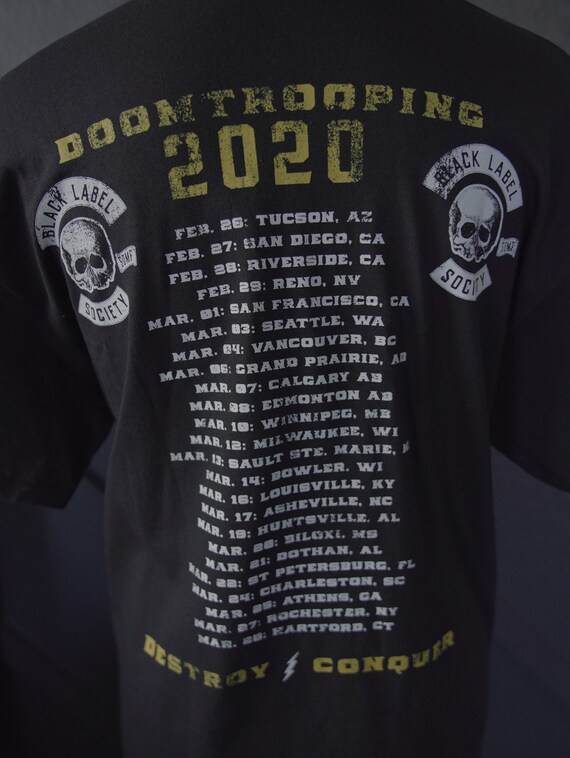 DOOMTROOPING
2020
BLACK LABEL
SDMF
SOCIETY
BLACK LABEL
SDMF
SOCIETY
FEB. 26: TUCSON, AZ
FEB. 27: SAN DIEGO, CA
FEB. 28: RIVERSIDE, CA
FEB. 29: RENO, NV
MAR. 01: SAN FRANCISCO, CA
MAR. 03: SEATTLE, WA
MAR. 04: VANCOUVER, BC
MAR. 06: GRAND PRAIRIE, AB
MAR. 07: CALGARY AB
MAR. 08: EDMONTON AB
MAR. 10: WINNIPEG, MB
MAR. 12: MILWAUKEE, WI
MAR. 13: SAULT STE. MARIE,
MAR. 14: BOWLER, WI
MAR. 16: LOUISVILLE, KY
MAR. 17: ASHEVILLE, NC
MAR. 19: HUNTSVILLE, AL
MAR. 20: BILOXI, MS
MAR. 21: DOTHAN, AL
MAR. 22: ST PETERSBURG, FL
MAR. 24: CHARLESTON, SC
MAR. 25: ATHENS, GA
MAR. 27: ROCHESTER, NY
MAR. 28: HARTFORD, CT
DESTROY CONQUER